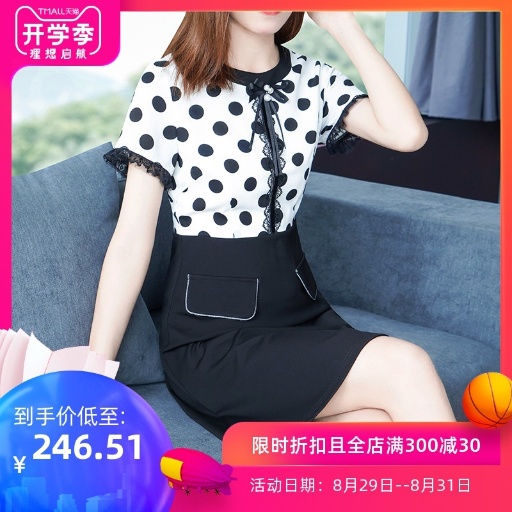 TMALL天猫
开学季
理想启航
到手价低至:
¥ 246.51
限时折扣且全店满300减30
活动日期：8月29日--8月31日